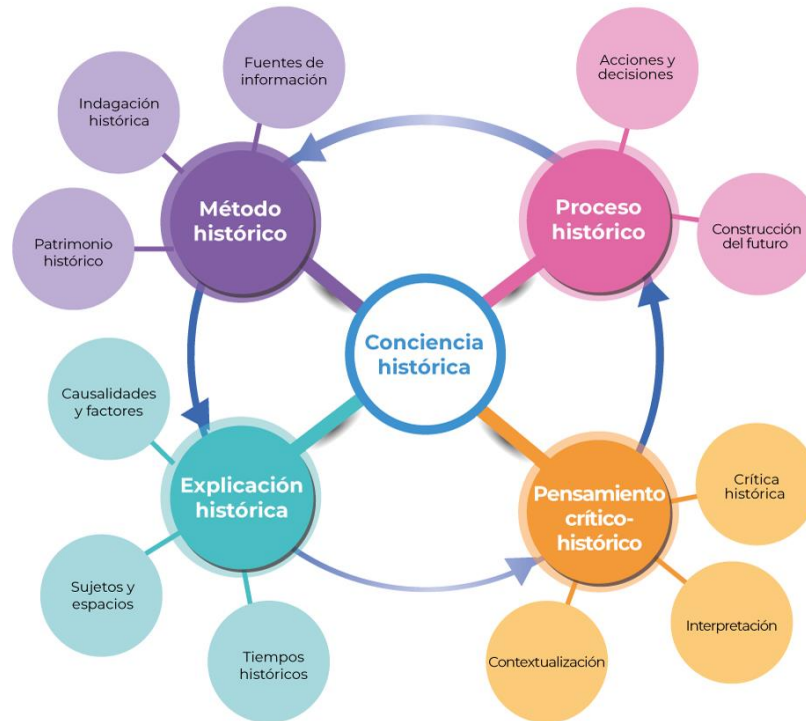 Fuentes de
información
Indagación
histórica
Patrimonio
histórico
Método
histórico
Acciones y
decisiones
Proceso
histórico
Construcción
del futuro
Conciencia
histórica
Causalidades
y factores
Explicación
histórica
Sujetos y
espacios
Tiempos
históricos
Pensamiento
crítico-
histórico
Crítica
histórica
Interpretación
Contextualización